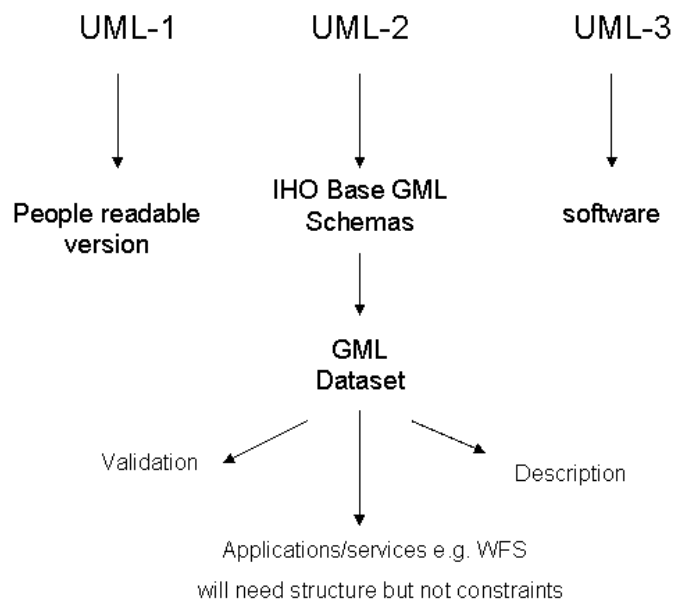 UML-1
UML-2
UML-3
People readable
version
IHO Base GML
Schemas
software
GML
Dataset
Validation
Description
Applications/services e.g. WFS
will need structure but not constraints